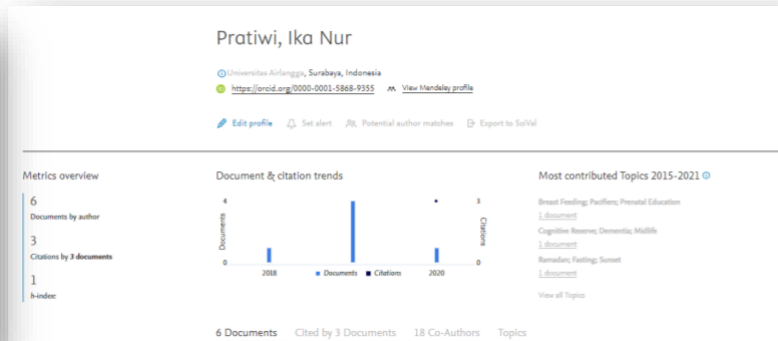 Pratiwi, Ika Nur
Universitas Airlangga, Surabaya, Indonesia
https://orcid.org/0000-0001-5868-9355 View Mendeley profile
Edit profile Set alert Potential author matches Export to SciVal
Metrics overview
6
Documents by author
3
Citations by 3 documents
1
h-index:
Document & citation trends
4
0
Documents
3
0
Citations
2018
2020
Documents Citations
Most contributed Topics 2015-2021
Breast Feeding; Pacifiers; Prenatal Education
1 document
Cognitive Reserve; Dementia; Midlife
1 document
Ramadan; Fasting; Sunset
1 document
View all Topics
6 Documents Cited by 3 Documents 18 Co-Authors Topics